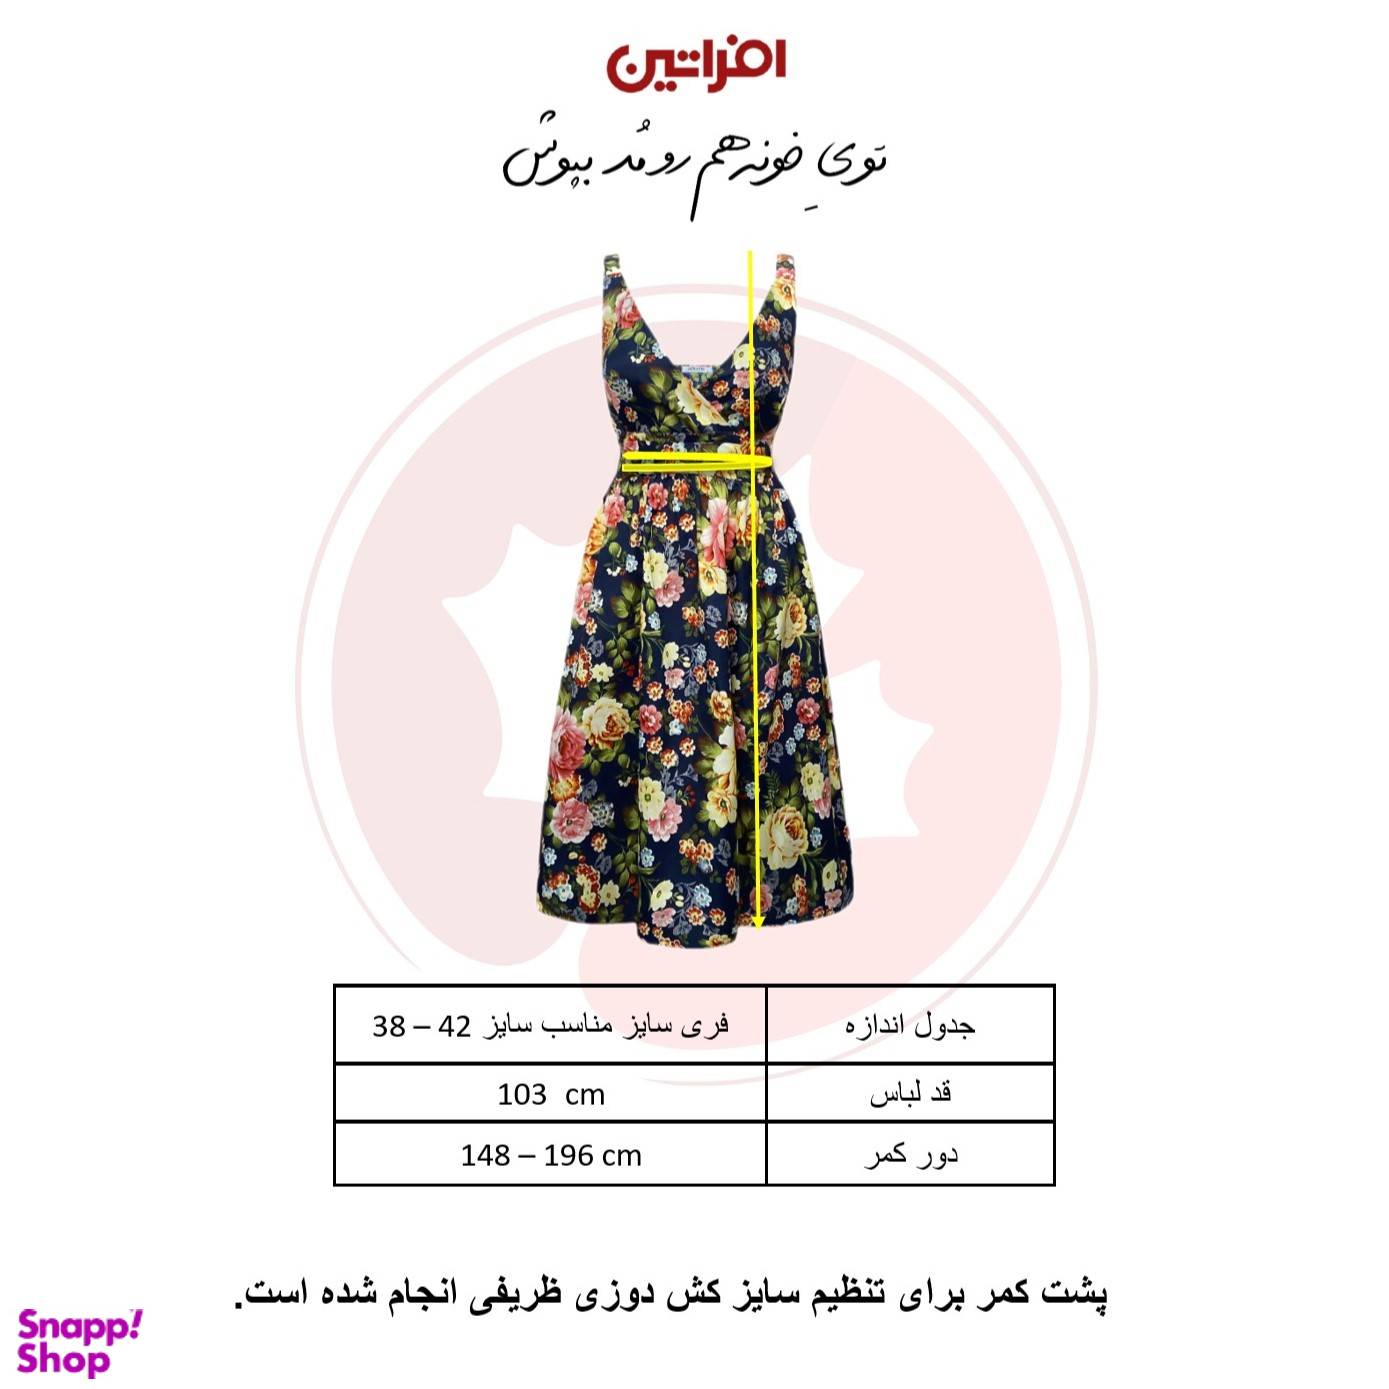 افراتین
تویِ خونه هم رو مُد بپوش
جدول اندازه	فری سایز مناسب سایز 42 – 38
قد لباس	103 cm
دور کمر	148 – 196 cm
پشت کمر برای تنظیم سایز کش دوزی ظریفی انجام شده است.
Snapp!
Shop